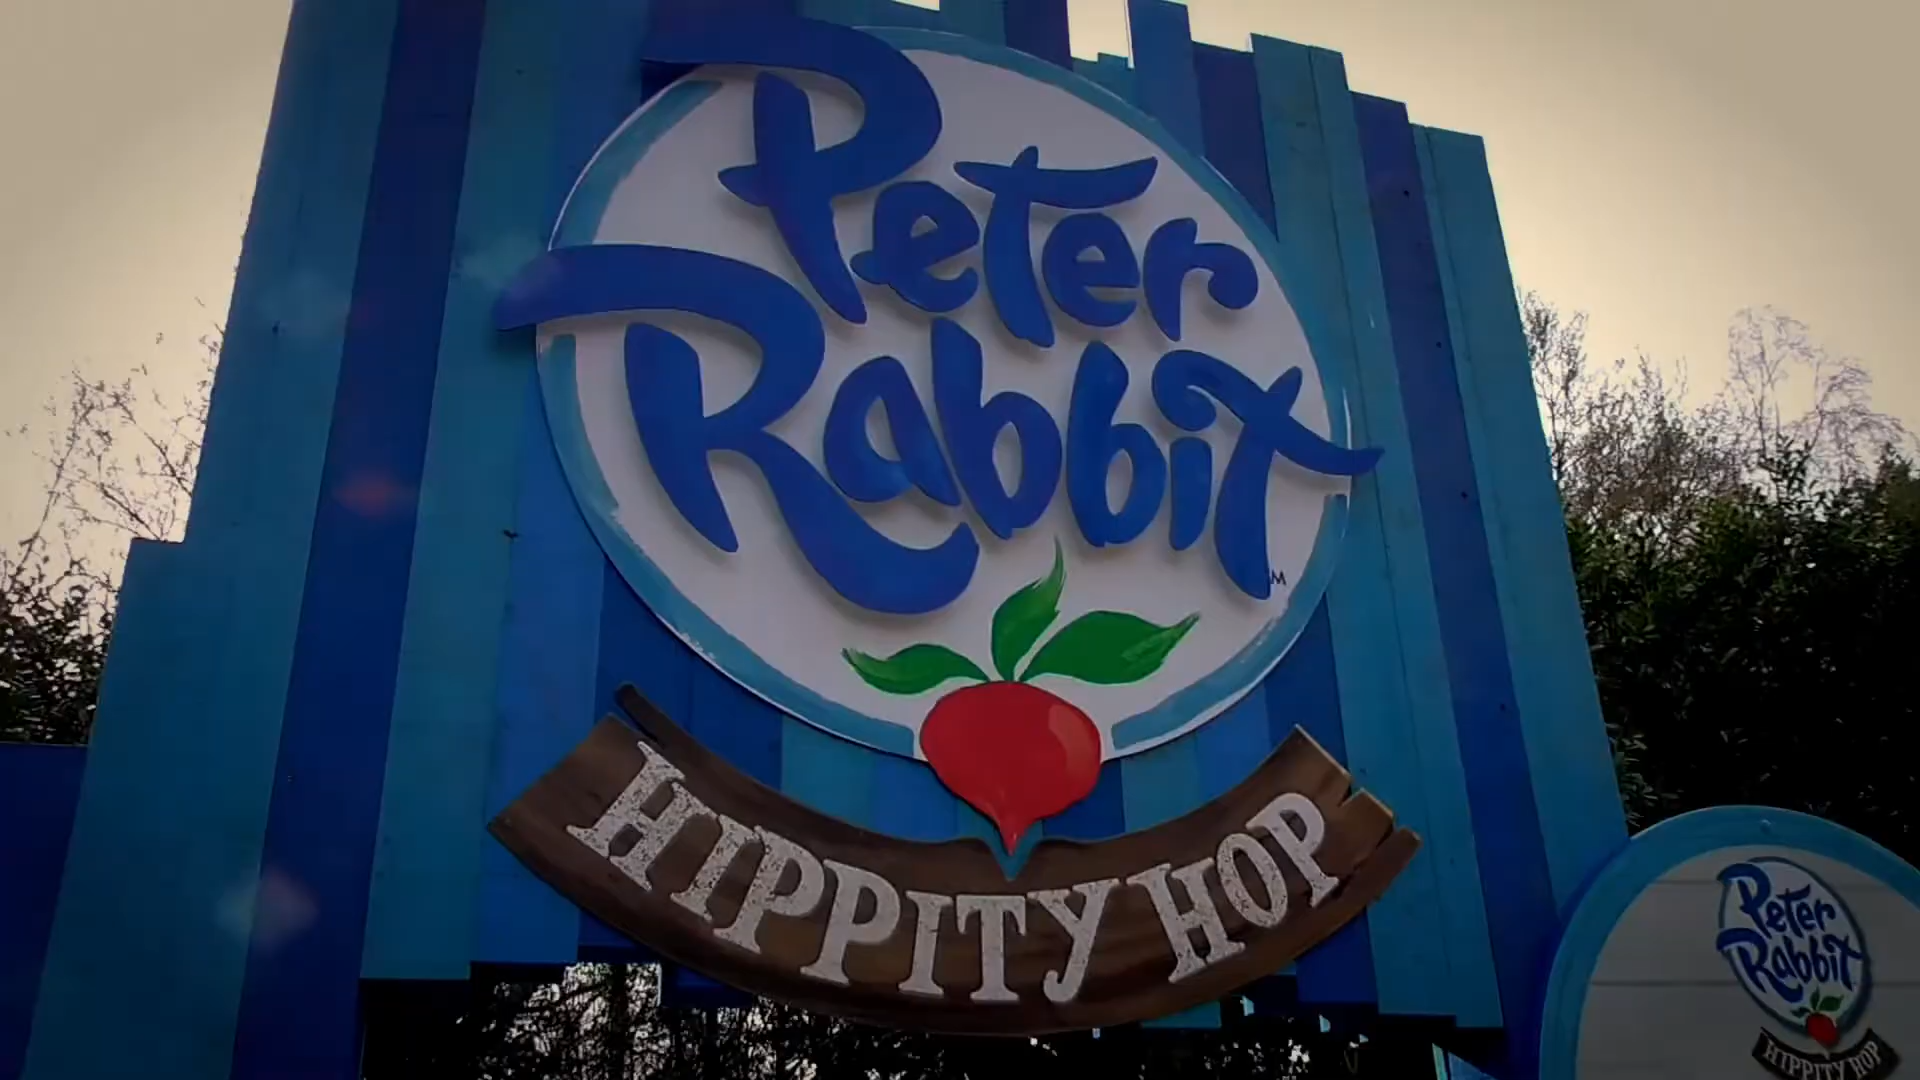 Peter
Rabbit
TM
HIPPITY HOP
Peter
Rabbit
HIPPITY HOP